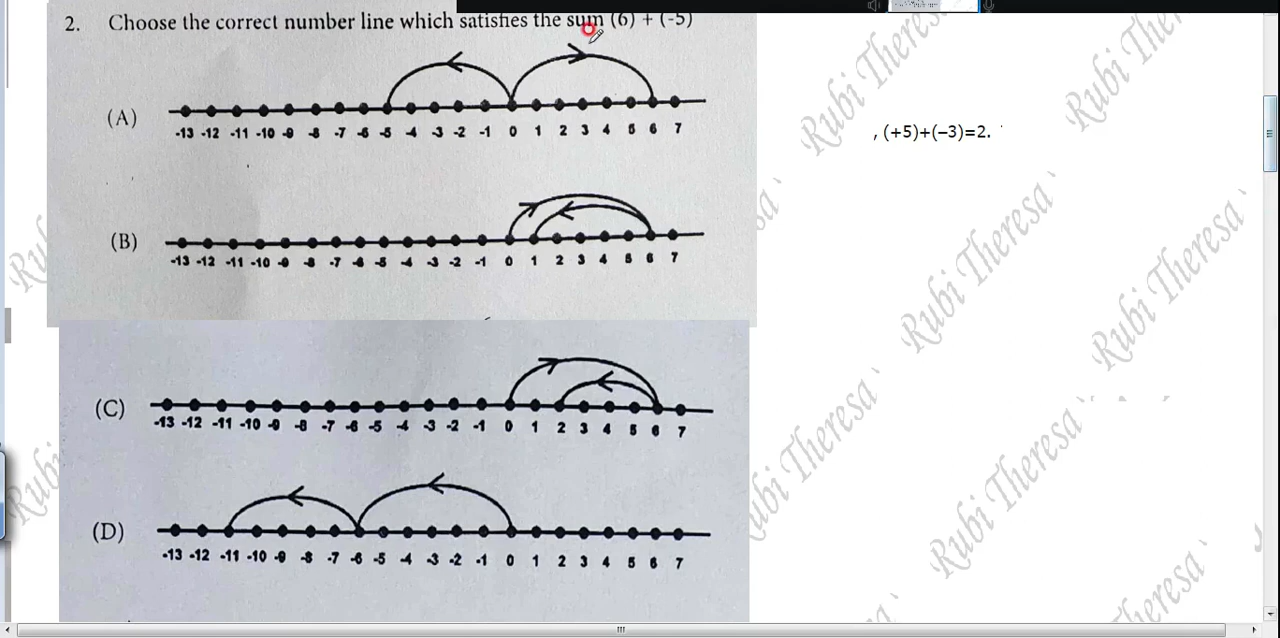 2. Choose the correct number line which satisfies the sum (6) + (-5)
(A)
-13 -12 -11 -10 -9 -8 -7 -6 -5 -4 -3 -2 -1 0 1 2 3 4 5 6 7
, (+5)+(−3)=2.
(B)
-13 -12 -11 -10 -9 -8 -7 -6 -5 -4 -3 -2 -1 0 1 2 3 4 5 6 7
(C)
-13 -12 -11 -10 -9 -8 -7 -6 -5 -4 -3 -2 -1 0 1 2 3 4 5 6 7
(D)
-13 -12 -11 -10 -9 -8 -7 -6 -5 -4 -3 -2 -1 0 1 2 3 4 5 6 7
Rubi Theresa
Rubi Theresa
Rubi Theresa
Rubi Theresa
Rubi Theresa
Rubi Theresa